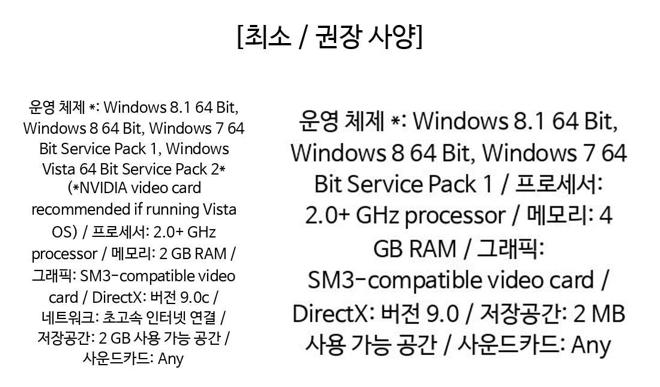 [최소 / 권장 사양]
운영 체제 *: Windows 8.1 64 Bit,
Windows 8 64 Bit, Windows 7 64
Bit Service Pack 1, Windows
Vista 64 Bit Service Pack 2*
(*NVIDIA video card
recommended if running Vista
OS) / 프로세서: 2.0+ GHz
processor / 메모리: 2 GB RAM /
그래픽: SM3-compatible video
card / DirectX: 버전 9.0c /
네트워크: 초고속 인터넷 연결 /
저장공간: 2 GB 사용 가능 공간 /
사운드카드: Any
운영 체제 *: Windows 8.1 64 Bit,
Windows 8 64 Bit, Windows 7 64
Bit Service Pack 1 / 프로세서:
2.0+ GHz processor / 메모리: 4
GB RAM / 그래픽:
SM3-compatible video card /
DirectX: 버전 9.0 / 저장공간: 2 MB
사용 가능 공간 / 사운드카드: Any